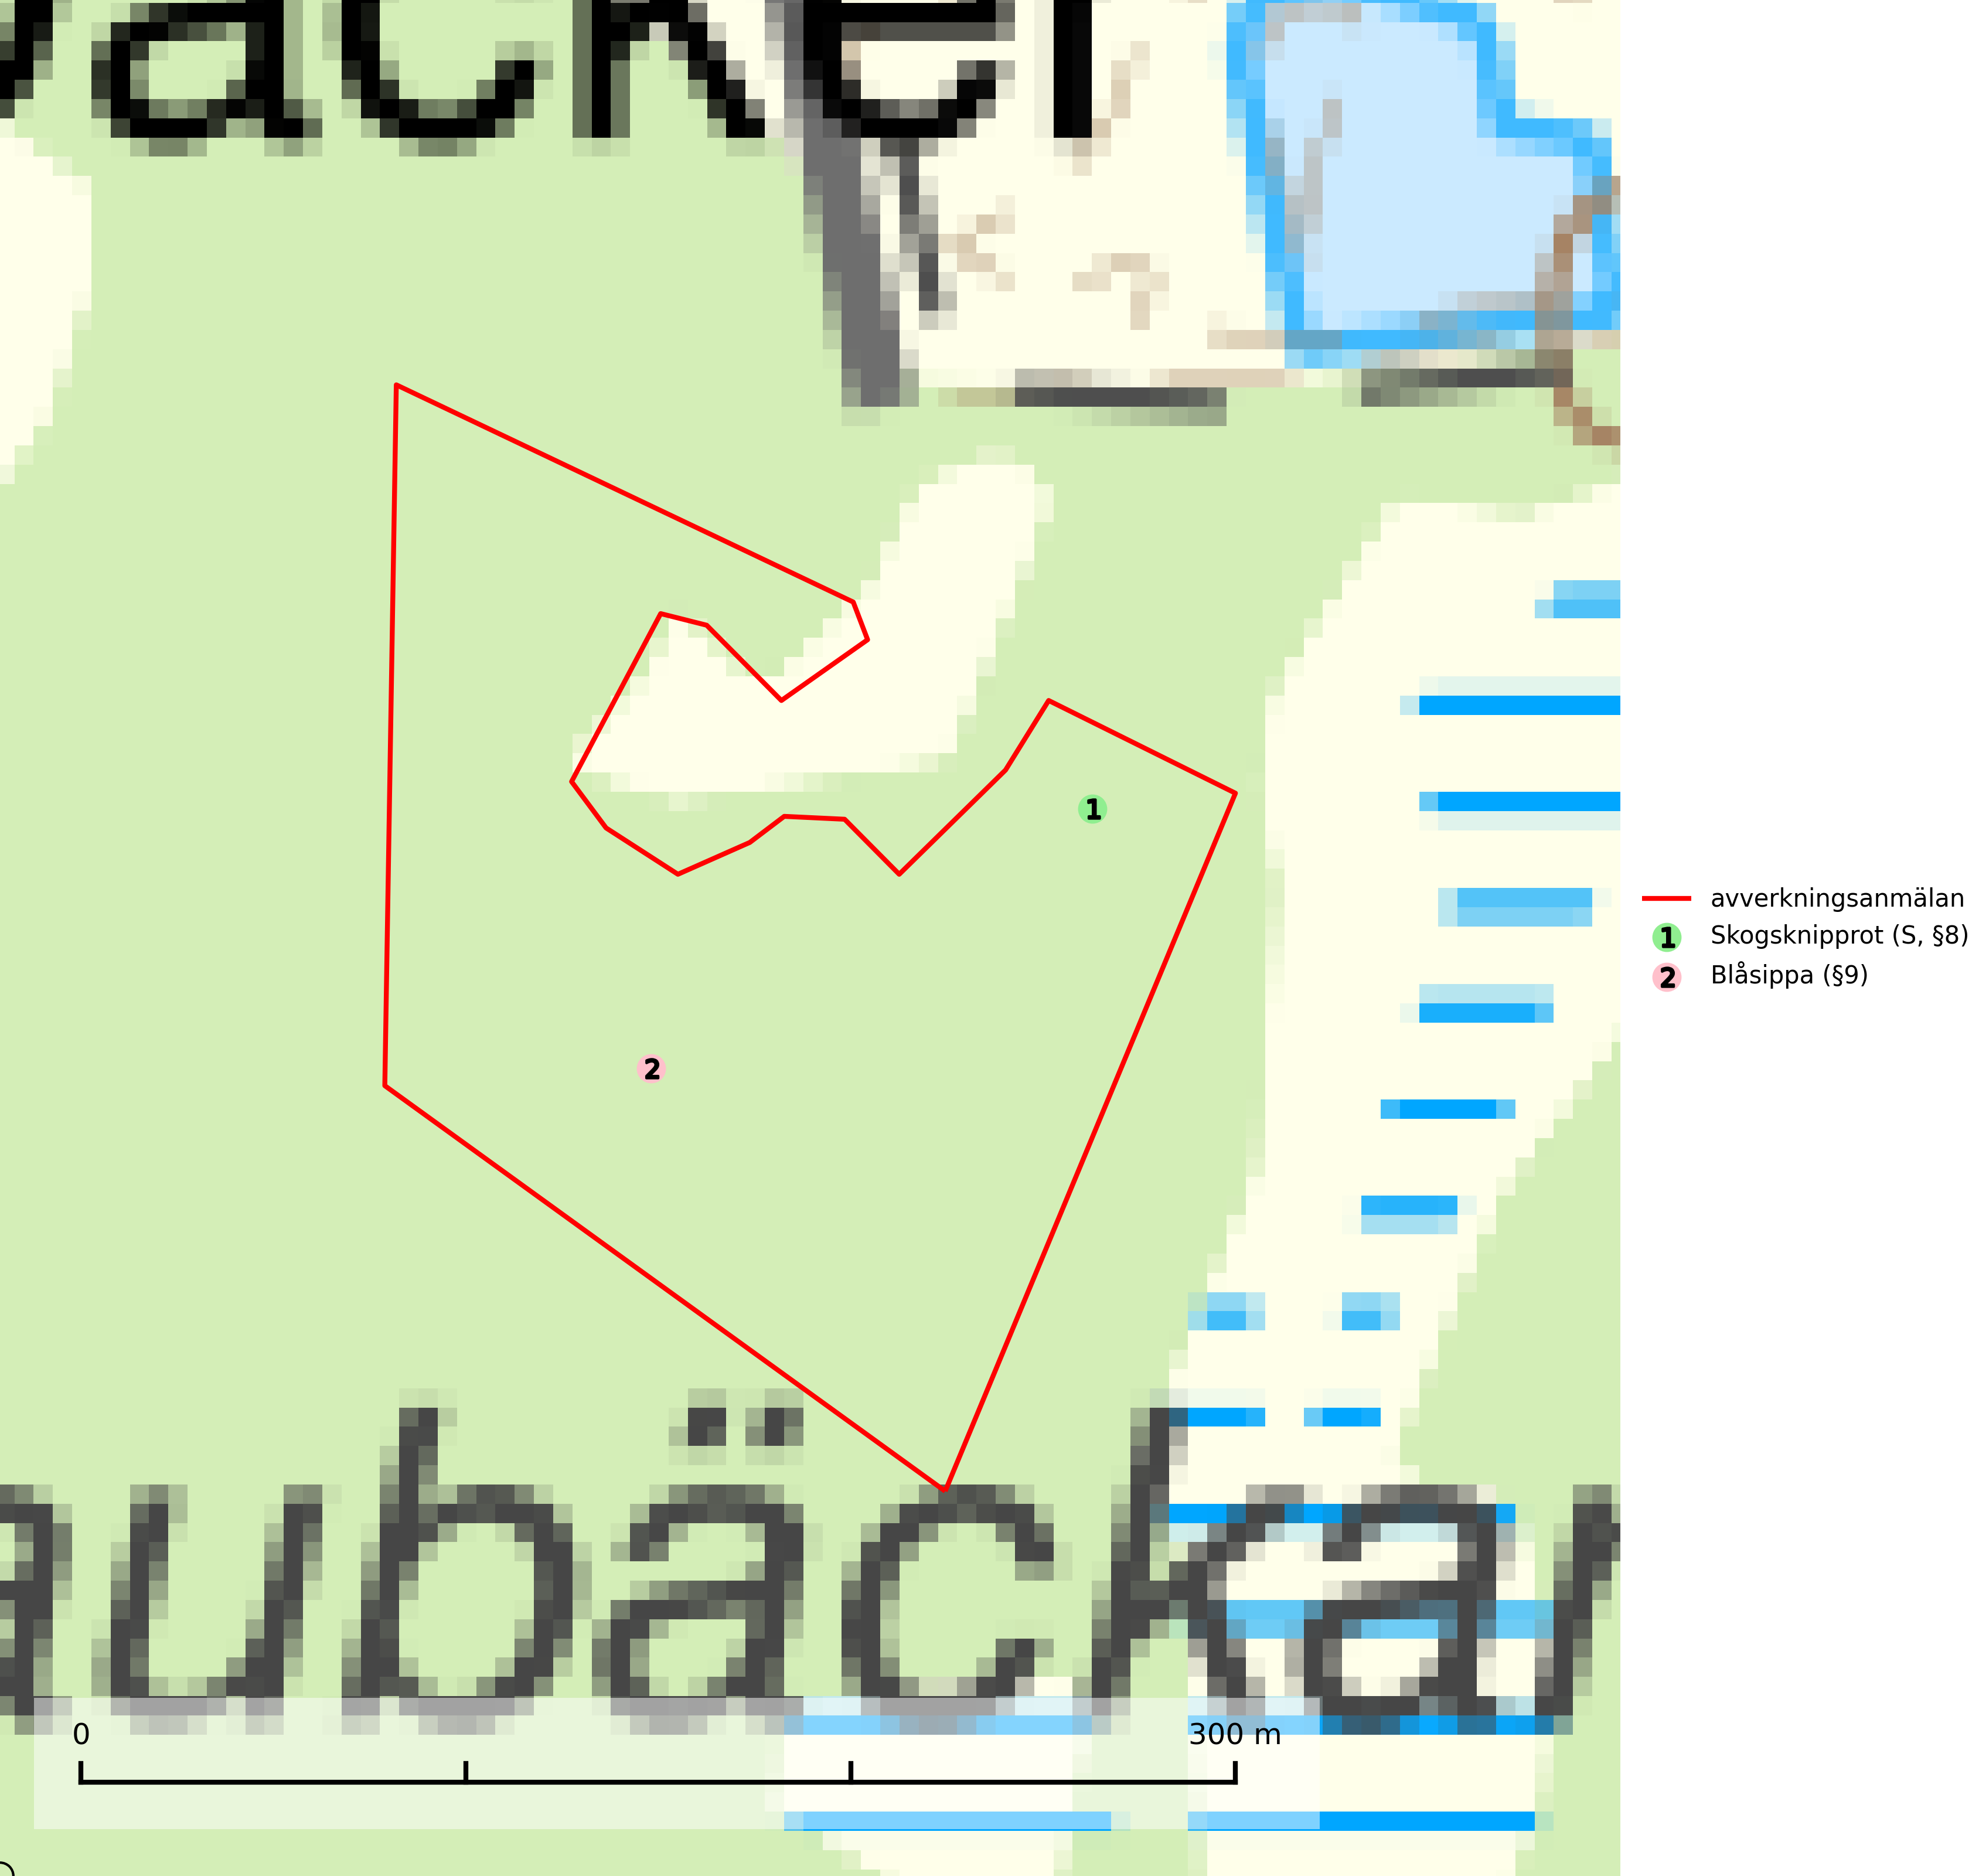 avverkningsanmälan
1 Skogsknipprot (S, §8)
2 Blåsippa (§9)
1
2
0 300 m